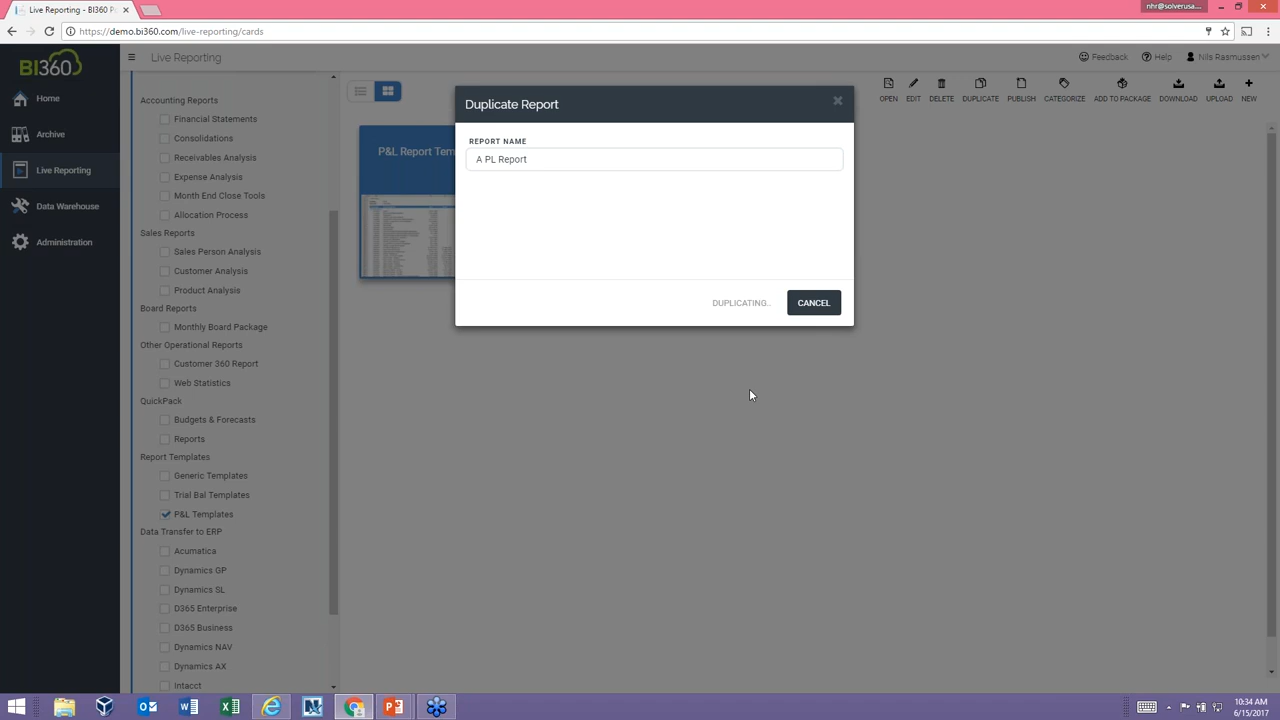 Live Reporting - BI360 P
nhr@solverusa...
https://demo.bi360.com/live-reporting/cards
BI360
Live Reporting
Feedback
Help
Nils Rasmussen
Home
Archive
Live Reporting
Data Warehouse
Administration
Accounting Reports
Financial Statements
Consolidations
Receivables Analysis
Expense Analysis
Month End Close Tools
Allocation Process
Sales Reports
Sales Person Analysis
Customer Analysis
Product Analysis
Board Reports
Monthly Board Package
Other Operational Reports
Customer 360 Report
Web Statistics
QuickPack
Budgets & Forecasts
Reports
Report Templates
Generic Templates
Trial Bal Templates
P&L Templates
Data Transfer to ERP
Acumatica
Dynamics GP
Dynamics SL
D365 Enterprise
D365 Business
Dynamics NAV
Dynamics AX
Intacct
OPEN
EDIT
DELETE
DUPLICATE
PUBLISH
CATEGORIZE
ADD TO PACKAGE
DOWNLOAD
UPLOAD
NEW
P&L Report Tem
Duplicate Report
REPORT NAME
A PL Report
DUPLICATING..
CANCEL
10:34 AM
6/15/2017